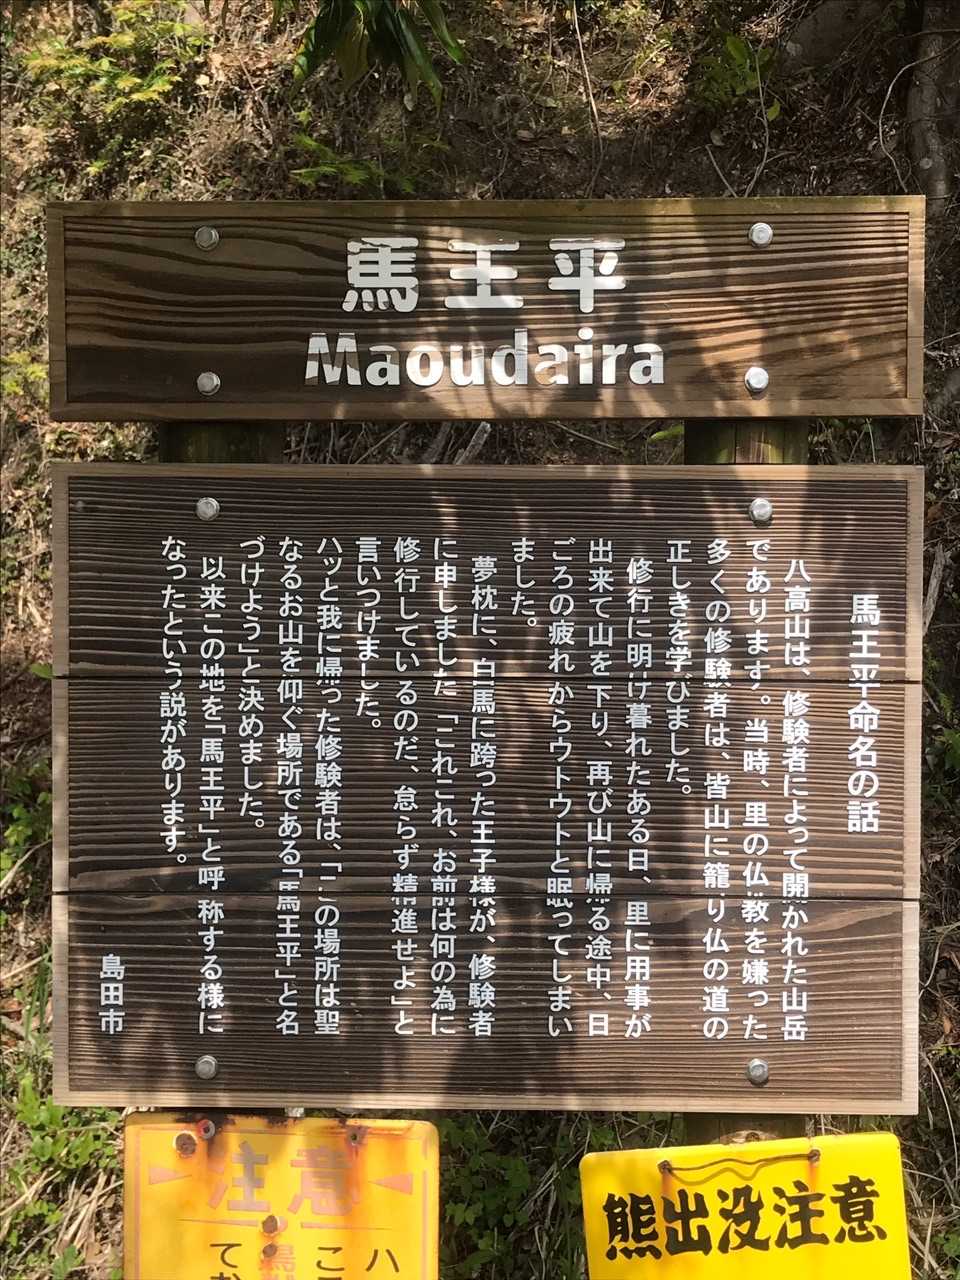 馬王平
Maoudaira
馬王平命名の話
八高山は、修験者によって開かれた山岳
であります。当時、里の仏教を嫌った
多くの修験者は、皆山に籠り仏の道の
正しきを学びました。
修行に明け暮れたある日、里に用事が
出来て山を下り、再び山に帰る途中、日
ごろの疲れからウトウトと眠ってしまい
ました。
夢枕に、白馬に跨った王子様が、修験者
に申しました「これこれ、お前は何の為に
修行しているのだ、怠らず精進せよ」と
言いつけました。
ハッと我に帰った修験者は、「この場所は聖
なるお山を仰ぐ場所である「馬王平」と名
づけよう」と決めました。
以来この地を「馬王平」と呼称する様に
なったという説があります。
島田市
注意
ハ
こ
て
熊出没注意